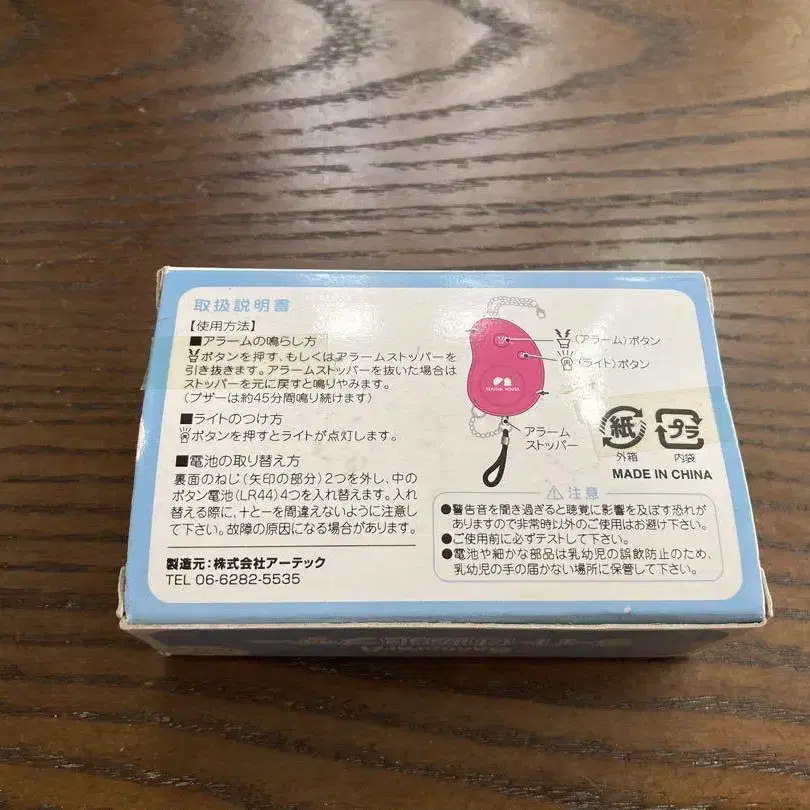 取扱説明書
【使用方法】
■アラームの鳴らし方
ボタンを押す、もしくはアラームストッパーを
引き抜きます。アラームストッパーを抜いた場合は
ストッパーを元に戻すと鳴りやみます。
(ブザーは約45分間鳴り続けます)
■ライトのつけ方
ボタンを押すとライトが点灯します。
■電池の取り替え方
裏面のねじ(矢印の部分)2つを外し、中の
ボタン電池(LR44)4つを入れ替えます。入れ
替える際に、+と-を間違えないように注意し
て下さい。故障の原因になる場合があります。
製造元:株式会社アーテック
TEL 06-6282-5535
(アラーム)ボタン
(ライト)ボタン
アラーム
ストッパー
紙
外箱
プラ
内袋
MADE IN CHINA
注意
●警告音を聞き過ぎると聴覚に影響を及ぼす恐れが
ありますので非常時以外のご使用はお避け下さい。
●ご使用前に必ずテストして下さい。
●電池や細かな部品は乳幼児の誤飲防止のため、
乳幼児の手の届かない場所に保管して下さい。